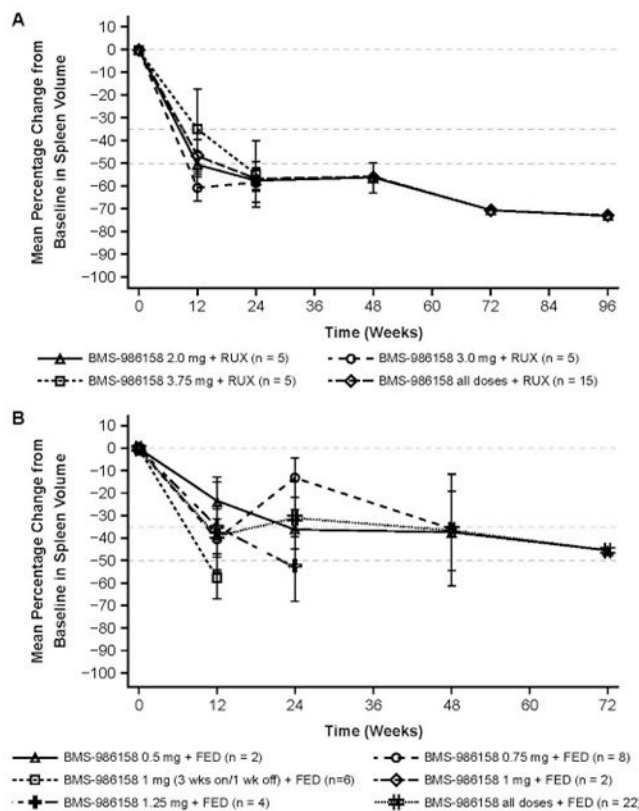 A
Mean Percentage Change from
Baseline in Spleen Volume
10
0
−10
−20
−30
−40
−50
−60
−70
−80
−90
−100
0 12 24 36 48 60 72 84 96
Time (Weeks)
BMS-986158 2.0 mg + RUX (n = 5) BMS-986158 3.0 mg + RUX (n = 5)
BMS-986158 3.75 mg + RUX (n = 5) BMS-986158 all doses + RUX (n = 15)
B
Mean Percentage Change from
Baseline in Spleen Volume
10
0
−10
−20
−30
−40
−50
−60
−70
−80
−90
−100
0 12 24 36 48 60 72
Time (Weeks)
BMS-986158 0.5 mg + FED (n = 2) BMS-986158 0.75 mg + FED (n = 8)
BMS-986158 1 mg (3 wks on/1 wk off) + FED (n=6) BMS-986158 1 mg + FED (n = 2)
BMS-986158 1.25 mg + FED (n = 4) BMS-986158 all doses + FED (n = 22)